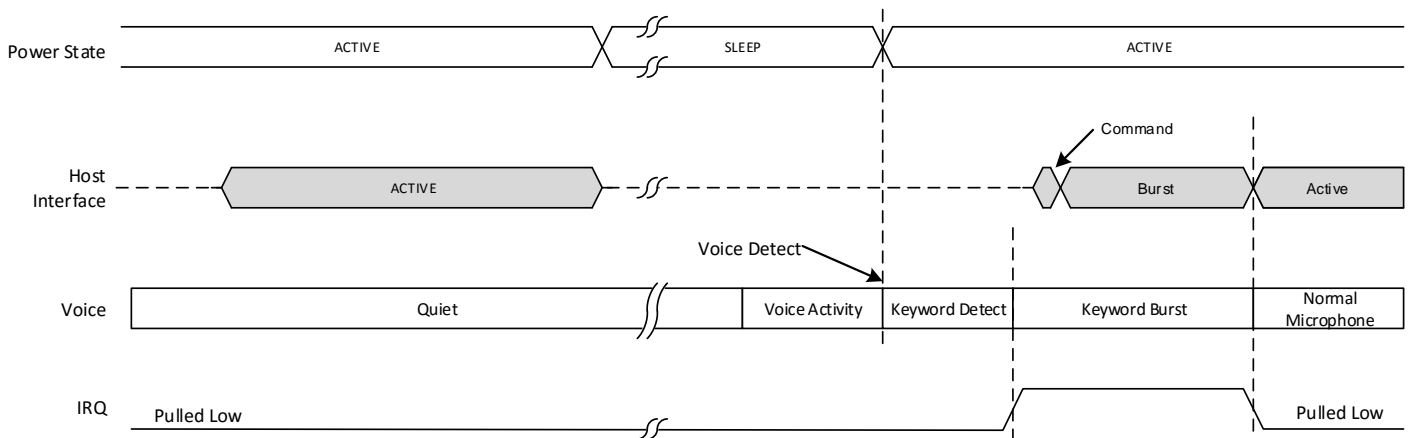 Power State
ACTIVE
SLEEP
ACTIVE
Command
Host
Interface
ACTIVE
Burst
Active
Voice Detect
Voice
Quiet
Voice Activity
Keyword Detect
Keyword Burst
Normal
Microphone
IRQ
Pulled Low
Pulled Low